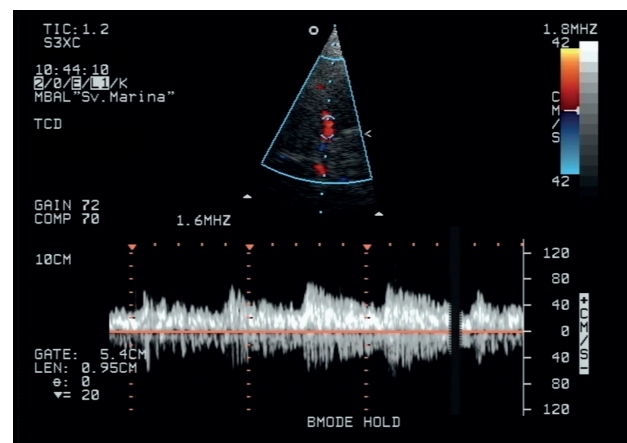 TIC:1.2
S3XC
10:44:10
2/0/E/L1/K
MBAL"Sv.Marina"
TCD
GAIN 72
COMP 70
10CM
GATE: 5.4CM
LEN: 0.95CM
θ: 0
▼= 20
1.6MHZ
BMODE HOLD
1.8MHZ
42
CM/S
42
120
80
40
0
40
80
120
+CM/S-